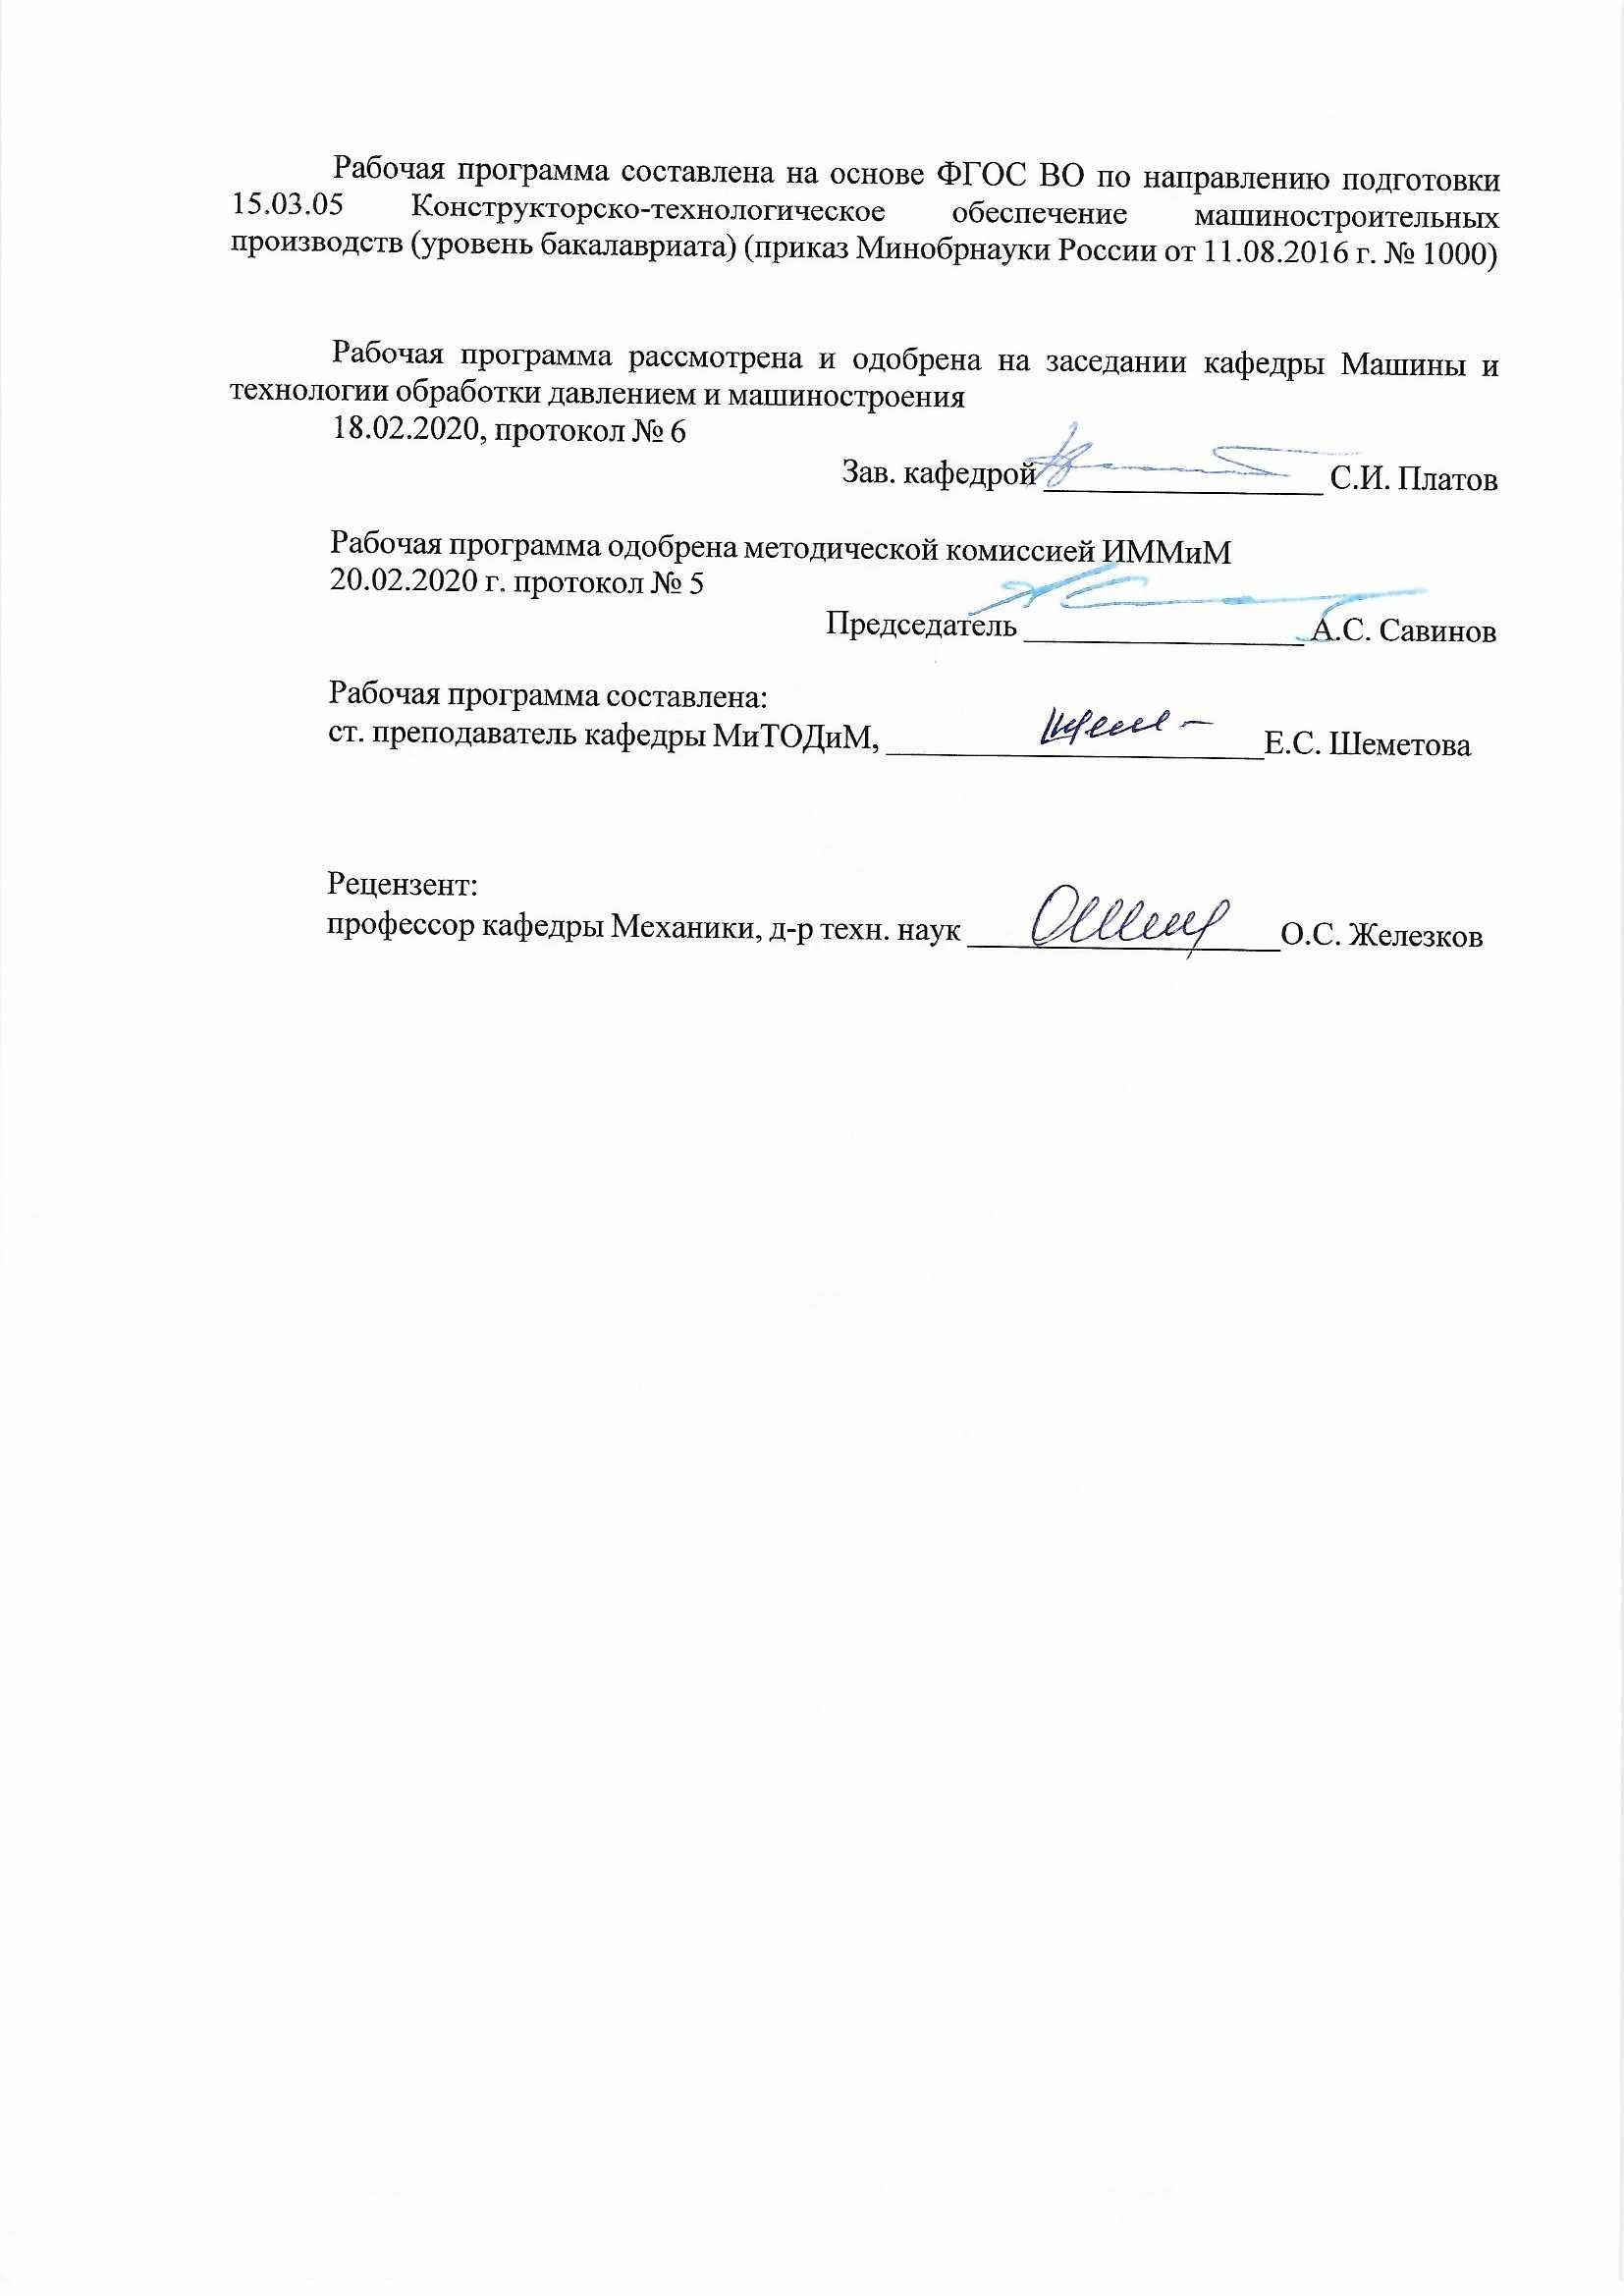 Рабочая программа составлена на основе ФГОС ВО по направлению подготовки
15.03.05 Конструкторско-технологическое обеспечение машиностроительных
производств (уровень бакалавриата) (приказ Минобрнауки России от 11.08.2016 г. № 1000)
Рабочая программа рассмотрена и одобрена на заседании кафедры Машины и
технологии обработки давлением и машиностроения
18.02.2020, протокол № 6
Зав. кафедрой ________________ С.И. Платов
Рабочая программа одобрена методической комиссией ИММиМ
20.02.2020 г. протокол № 5
Председатель ________________ А.С. Савинов
Рабочая программа составлена:
ст. преподаватель кафедры МиТОДиМ, ______________________Е.С. Шеметова
Рецензент:
профессор кафедры Механики, д-р техн. наук __________________О.С. Железков